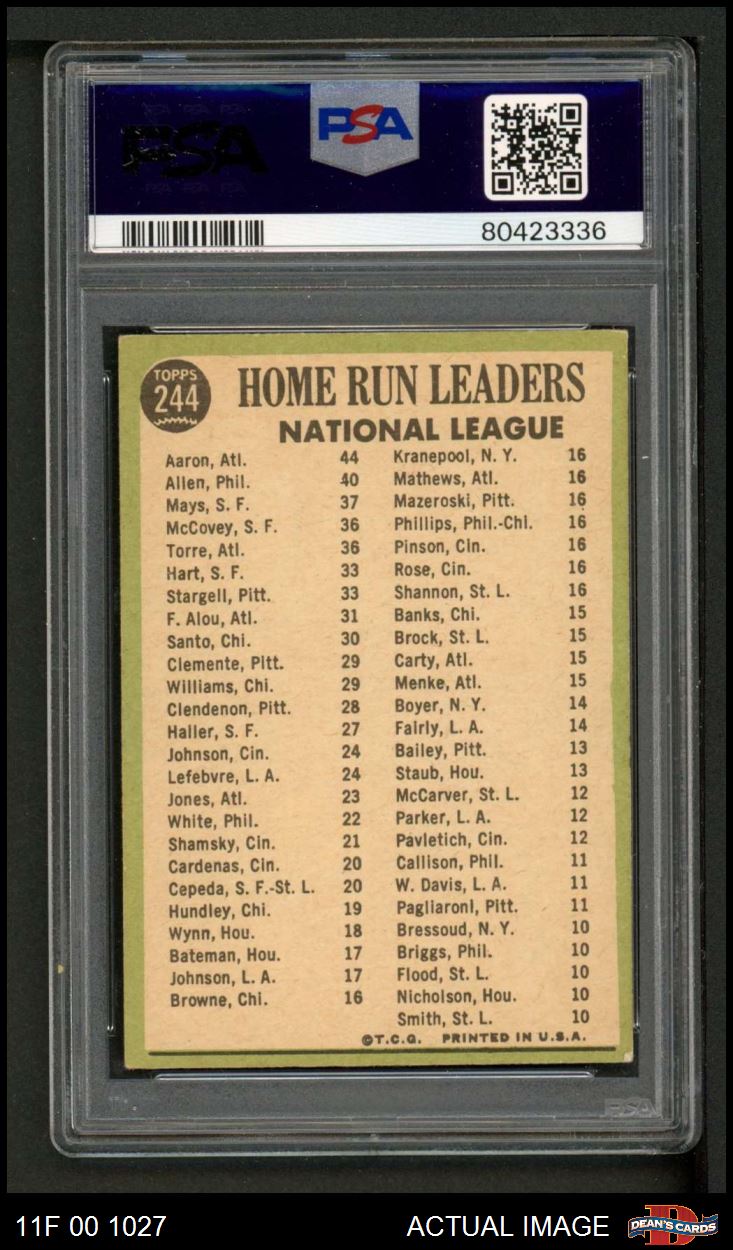 PSA
PSA
80423336
TOPPS
244
HOME RUN LEADERS
NATIONAL LEAGUE
Aaron, Atl. 44
Allen, Phil. 40
Mays, S. F. 37
McCovey, S. F. 36
Torre, Atl. 36
Hart, S. F. 33
Stargell, Pitt. 33
F. Alou, Atl. 31
Santo, Chi. 30
Clemente, Pitt. 29
Williams, Chi. 29
Clendenon, Pitt. 28
Haller, S. F. 27
Johnson, Cin. 24
Lefebvre, L. A. 24
Jones, Atl. 23
White, Phil. 22
Shamsky, Cin. 21
Cardenas, Cin. 20
Cepeda, S. F.-St. L. 20
Hundley, Chi. 19
Wynn, Hou. 18
Bateman, Hou. 17
Johnson, L. A. 17
Browne, Chi. 16
Kranepool, N. Y. 16
Mathews, Atl. 16
Mazeroski, Pitt. 16
Phillips, Phil.-Chi. 16
Pinson, Cin. 16
Rose, Cin. 16
Shannon, St. L. 16
Banks, Chi. 15
Brock, St. L. 15
Carty, Atl. 15
Menke, Atl. 15
Boyer, N. Y. 14
Fairly, L. A. 14
Bailey, Pitt. 13
Staub, Hou. 13
McCarver, St. L. 12
Parker, L. A. 12
Pavletich, Cin. 12
Callison, Phil. 11
W. Davis, L. A. 11
Pagliaroni, Pitt. 11
Bressoud, N. Y. 10
Briggs, Phil. 10
Flood, St. L. 10
Nicholson, Hou. 10
Smith, St. L. 10
©T.C.G. PRINTED IN U.S.A.
PSA
11F 00 1027 ACTUAL IMAGE
DEAN'S CARDS